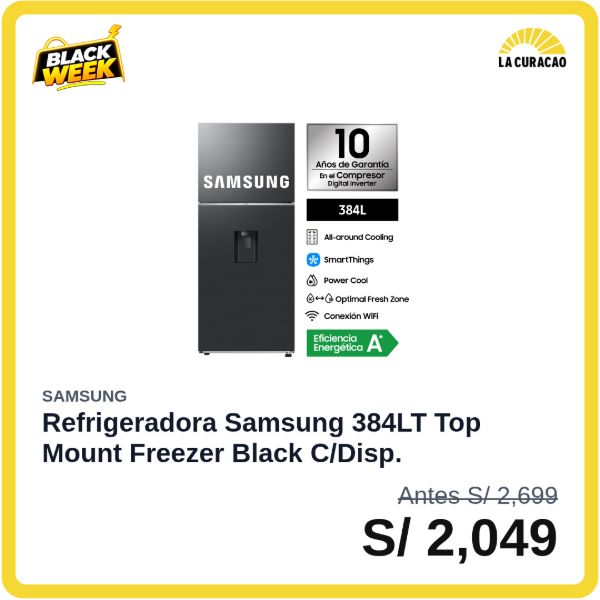 BLACK
WEEK
LA CURACAO
SAMSUNG
10
Años de Garantía
En el Compresor
Digital Inverter
384L
All-around Cooling
SmartThings
Power Cool
Optimal Fresh Zone
Conexión WiFi
Eficiencia
Energética
A+
SAMSUNG
Refrigeradora Samsung 384LT Top
Mount Freezer Black C/Disp.
Antes S/ 2,699
S/ 2,049